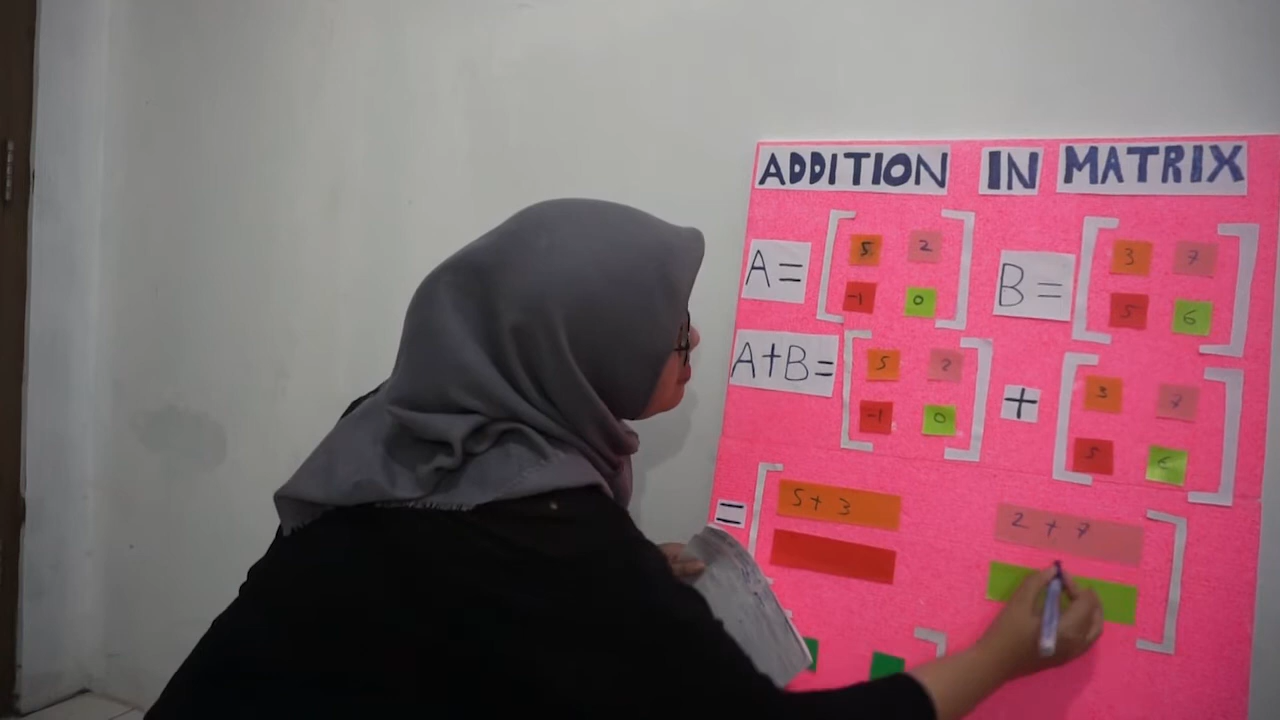 ADDITION IN MATRIX
A= 5 2 B= 3 7
-1 0 5 6
A+B= 5 2 + 3 7
-1 0 5 6
= 5+3 2+7